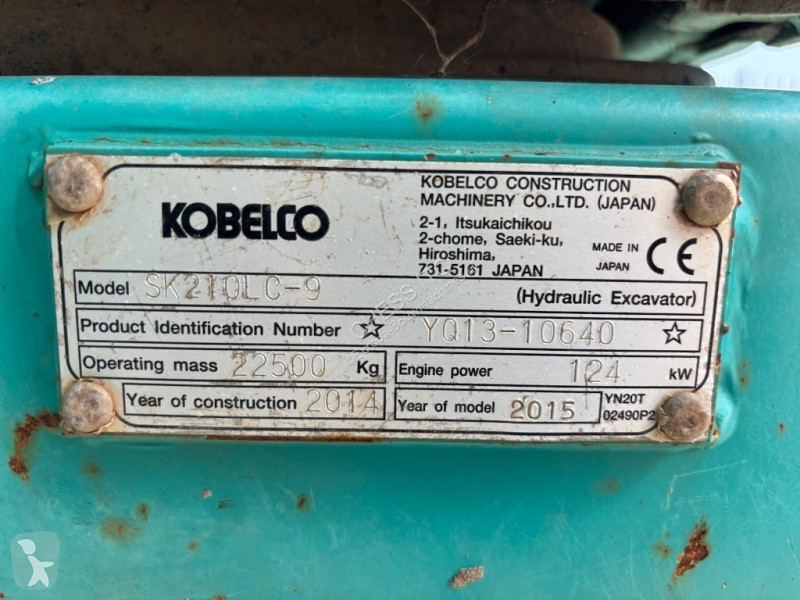 KOBELCO
KOBELCO CONSTRUCTION
MACHINERY CO.,LTD. (JAPAN)
2-1, Itsukaichikou
2-chome, Saeki-ku,
Hiroshima,
731-5161 JAPAN
MADE IN
JAPAN
CE
Model SK210LC-9 (Hydraulic Excavator)
Product Identification Number ☆ YQ13-10640 ☆
Operating mass 22500 Kg
Engine power 124 kW
Year of construction 2014
Year of model 2015
YN20T
02490P2